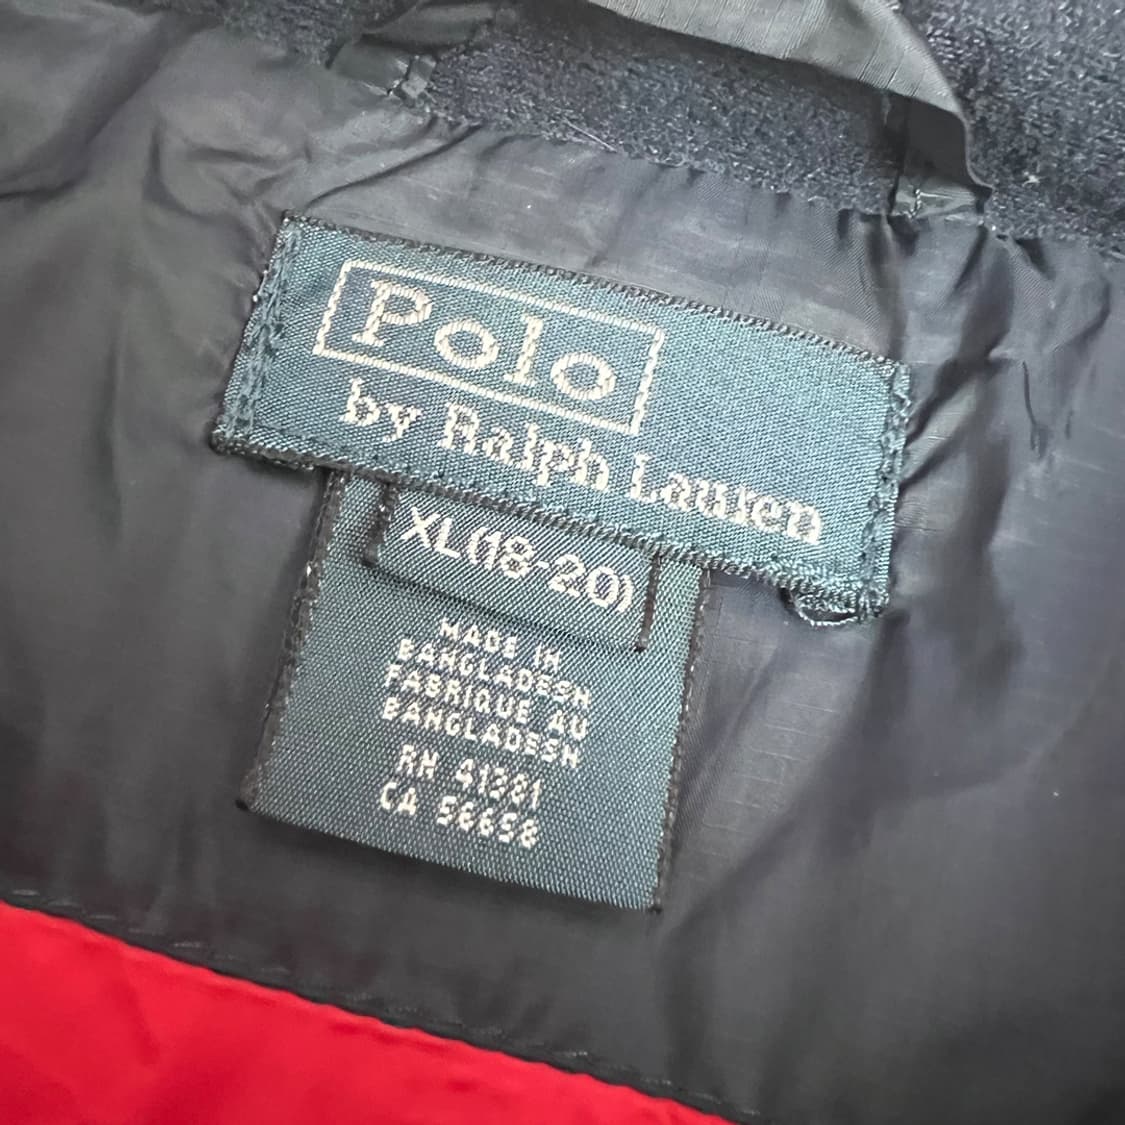 Polo
by Ralph Lauren
XL(18-20)
MADE IN
BANGLADESH
FABRIQUE AU
BANGLADESH
RN 41381
CA 56658